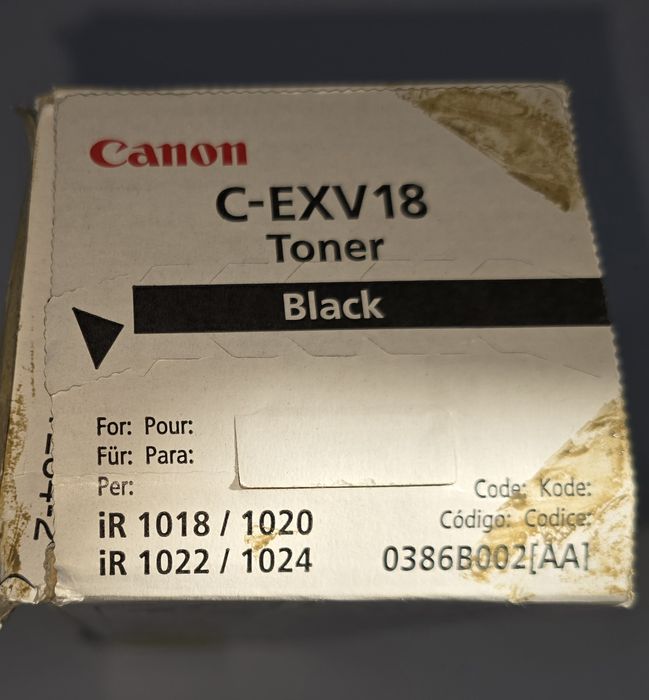 Canon
C-EXV18
Toner
Black
For: Pour:
Für: Para:
Per:
iR 1018 / 1020
iR 1022 / 1024
Code: Kode:
Código: Codice:
0386B002[AA]